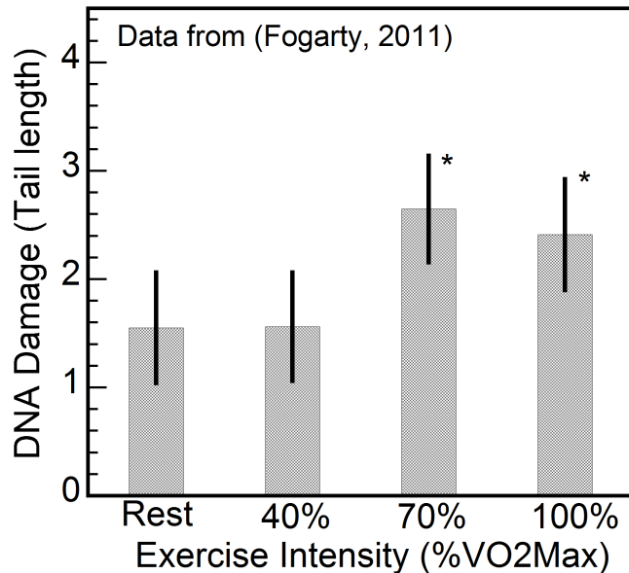 Data from (Fogarty, 2011)
DNA Damage (Tail length)
4
3
2
1
0
*
*
Rest 40% 70% 100%
Exercise Intensity (%VO2Max)